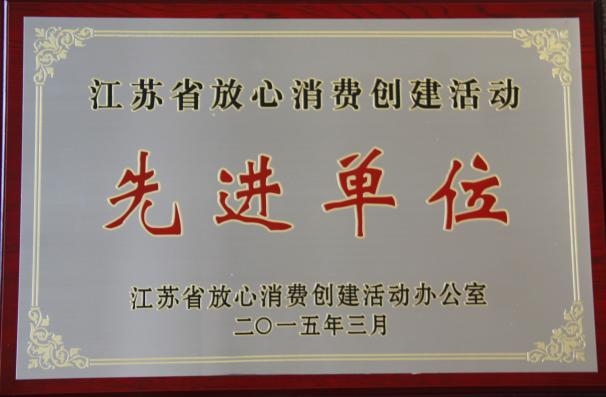 江苏省放心消费创建活动
先进单位
江苏省放心消费创建活动办公室
二〇一五年三月